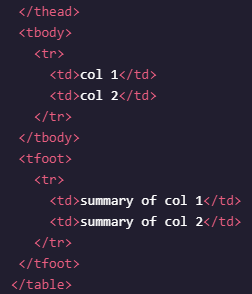 </thead>
<tbody>
<tr>
<td>col 1</td>
<td>col 2</td>
</tr>
</tbody>
<tfoot>
<tr>
<td>summary of col 1</td>
<td>summary of col 2</td>
</tr>
</tfoot>
</table>